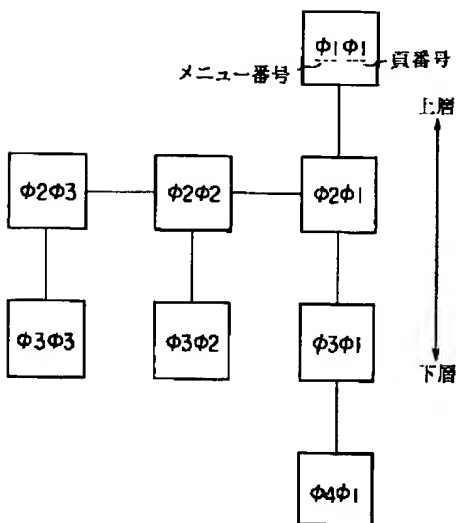 φ1φ1
メニュー番号
頁番号
上層
φ2φ3
φ2φ2
φ2φ1
φ3φ3
φ3φ2
φ3φ1
下層
φ4φ1